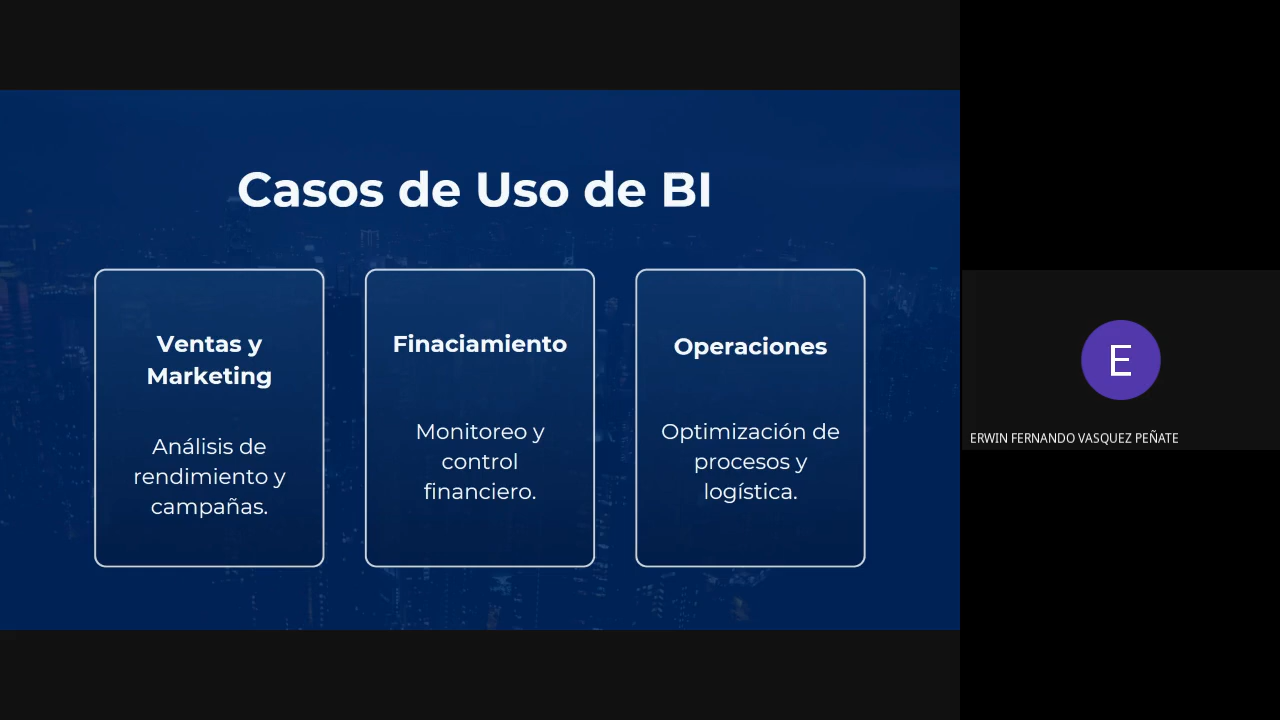 Casos de Uso de BI
Ventas y
Marketing
Análisis de
rendimiento y
campañas.
Finaciamiento
Monitoreo y
control
financiero.
Operaciones
Optimización de
procesos y
logística.
E
ERWIN FERNANDO VASQUEZ PEÑATE